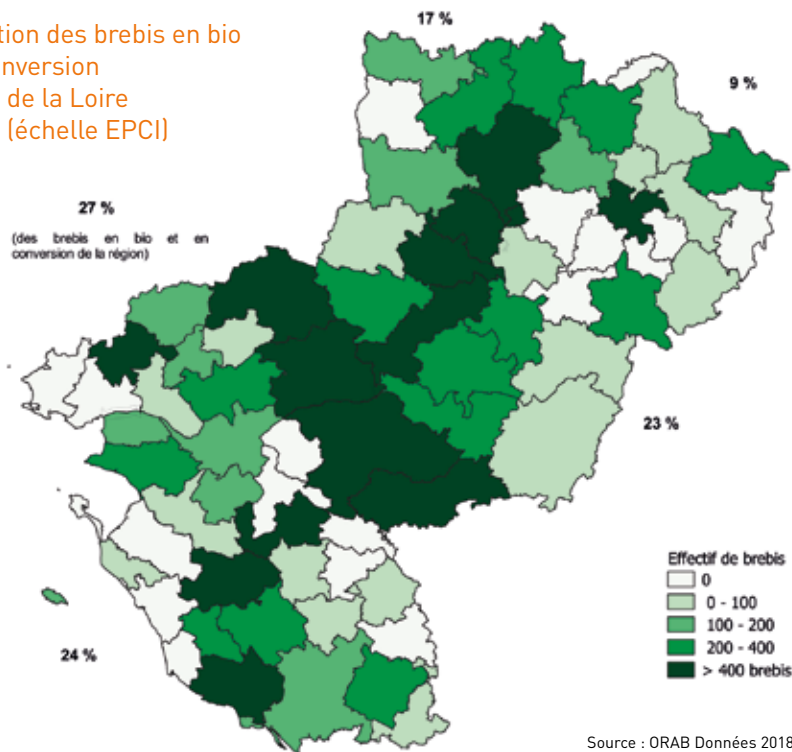 tion des brebis en bio
nversion
de la Loire
(échelle EPCI)
17 %
9 %
27 %
(des brebis en bio et en
conversion de la région)
23 %
24 %
Effectif de brebis
0
0 - 100
100 - 200
200 - 400
> 400 brebis
Source : ORAB Données 2018